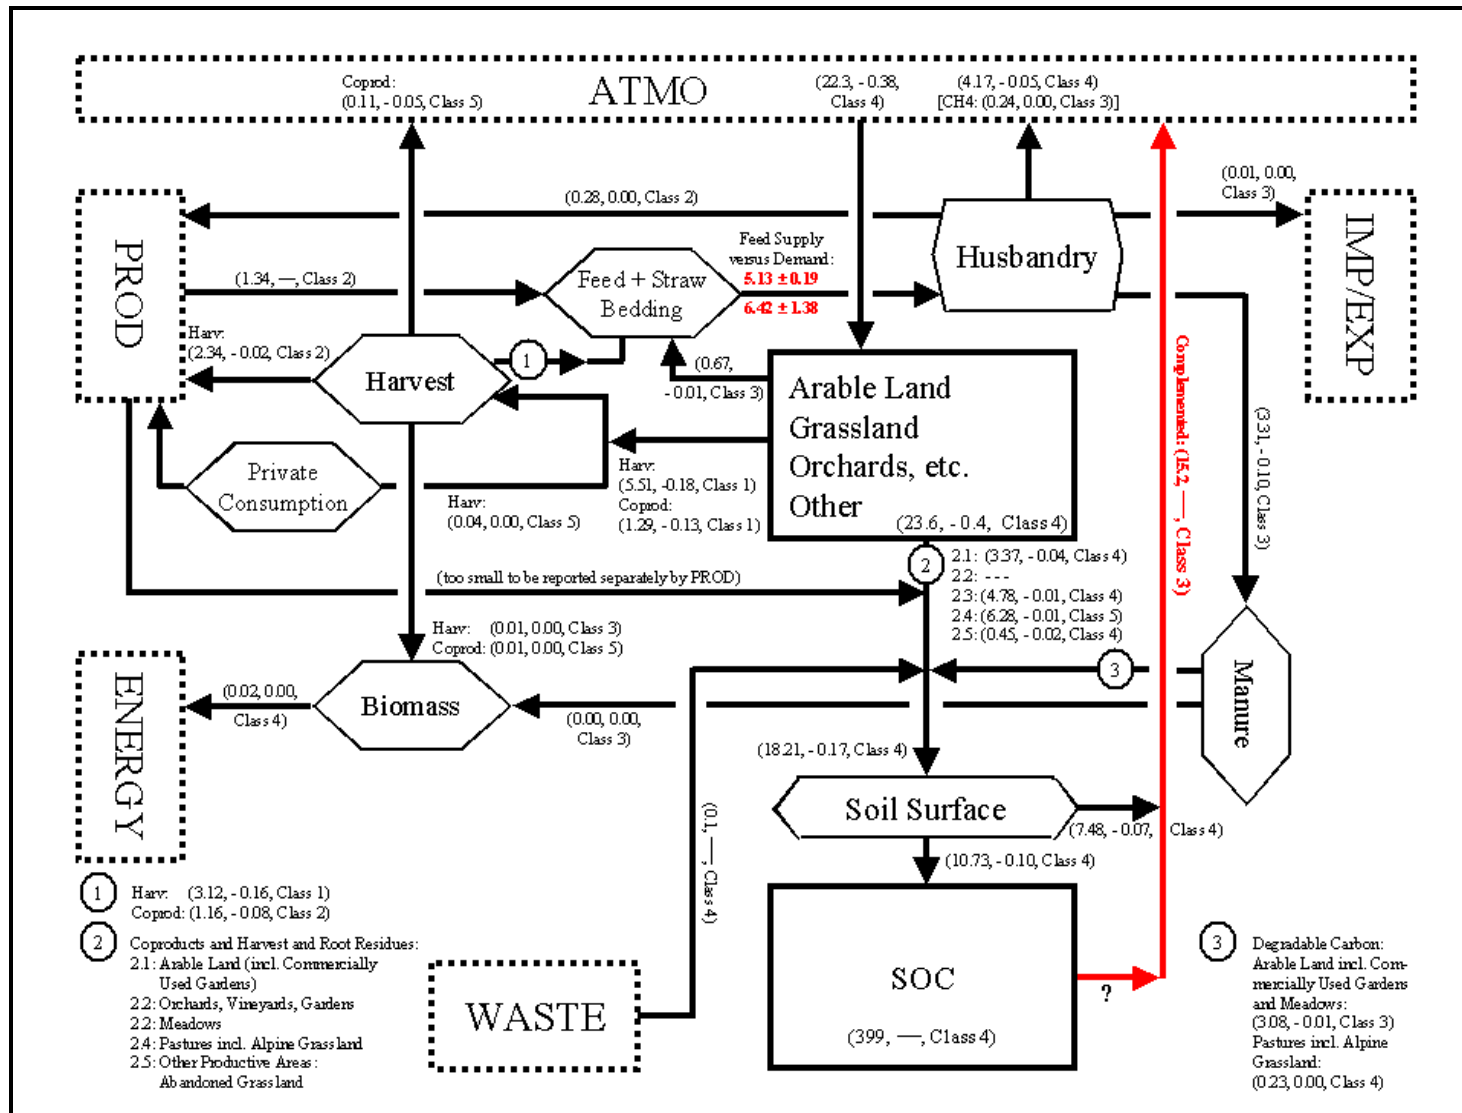 Coprod:
(0.11, - 0.05, Class 5)
ATMO
(22.3, - 0.38,
Class 4)
(4.17, - 0.05, Class 4)
[CH4: (0.24, 0.00, Class 3)]
(0.01, 0.00,
Class 3)
(0.28, 0.00, Class 2)
PROD
IMP/EXP
Husbandry
Feed Supply
versus Demand:
5.13 ± 0.19
6.42 ± 1.38
Feed + Straw
Bedding
(1.34, —, Class 2)
Harv:
(2.34, - 0.02, Class 2)
1
Harvest
(0.67,
- 0.01, Class 3)
Arable Land
Grassland
Orchards, etc.
Other
(23.6, - 0.4, Class 4)
Complemented: (15.2, —, Class 3)
(3.31, - 0.10, Class 3)
Private
Consumption
Harv:
(0.04, 0.00, Class 5)
Harv:
(5.51, -0.18, Class 1)
Coprod:
(1.29, - 0.13, Class 1)
2
2.1: (3.37, - 0.04, Class 4)
2.2: - - -
2.3: (4.78, - 0.01, Class 4)
2.4: (6.28, - 0.01, Class 5)
2.5: (0.45, - 0.02, Class 4)
(too small to be reported separately by PROD)
Harv: (0.01, 0.00, Class 3)
Coprod: (0.01, 0.00, Class 5)
3
Manure
ENERGY
(0.02, 0.00,
Class 4)
Biomass
(0.00, 0.00,
Class 3)
(18.21, - 0.17, Class 4)
(0.1, —, Class 4)
Soil Surface
(7.48, - 0.07, Class 4)
(10.73, - 0.10, Class 4)
SOC
(399, —, Class 4)
?
WASTE
1
Harv: (3.12, - 0.16, Class 1)
Coprod: (1.16, - 0.08, Class 2)
2
Coproducts and Harvest and Root Residues:
2.1: Arable Land (incl. Commercially
Used Gardens)
2.2: Orchards, Vineyards, Gardens
2.2: Meadows
2.4: Pastures incl. Alpine Grassland
2.5: Other Productive Areas:
Abandoned Grassland
3
Degradable Carbon:
Arable Land incl. Com-
mercially Used Gardens
and Meadows:
(3.08, - 0.01, Class 3)
Pastures incl. Alpine
Grassland:
(0.23, 0.00, Class 4)